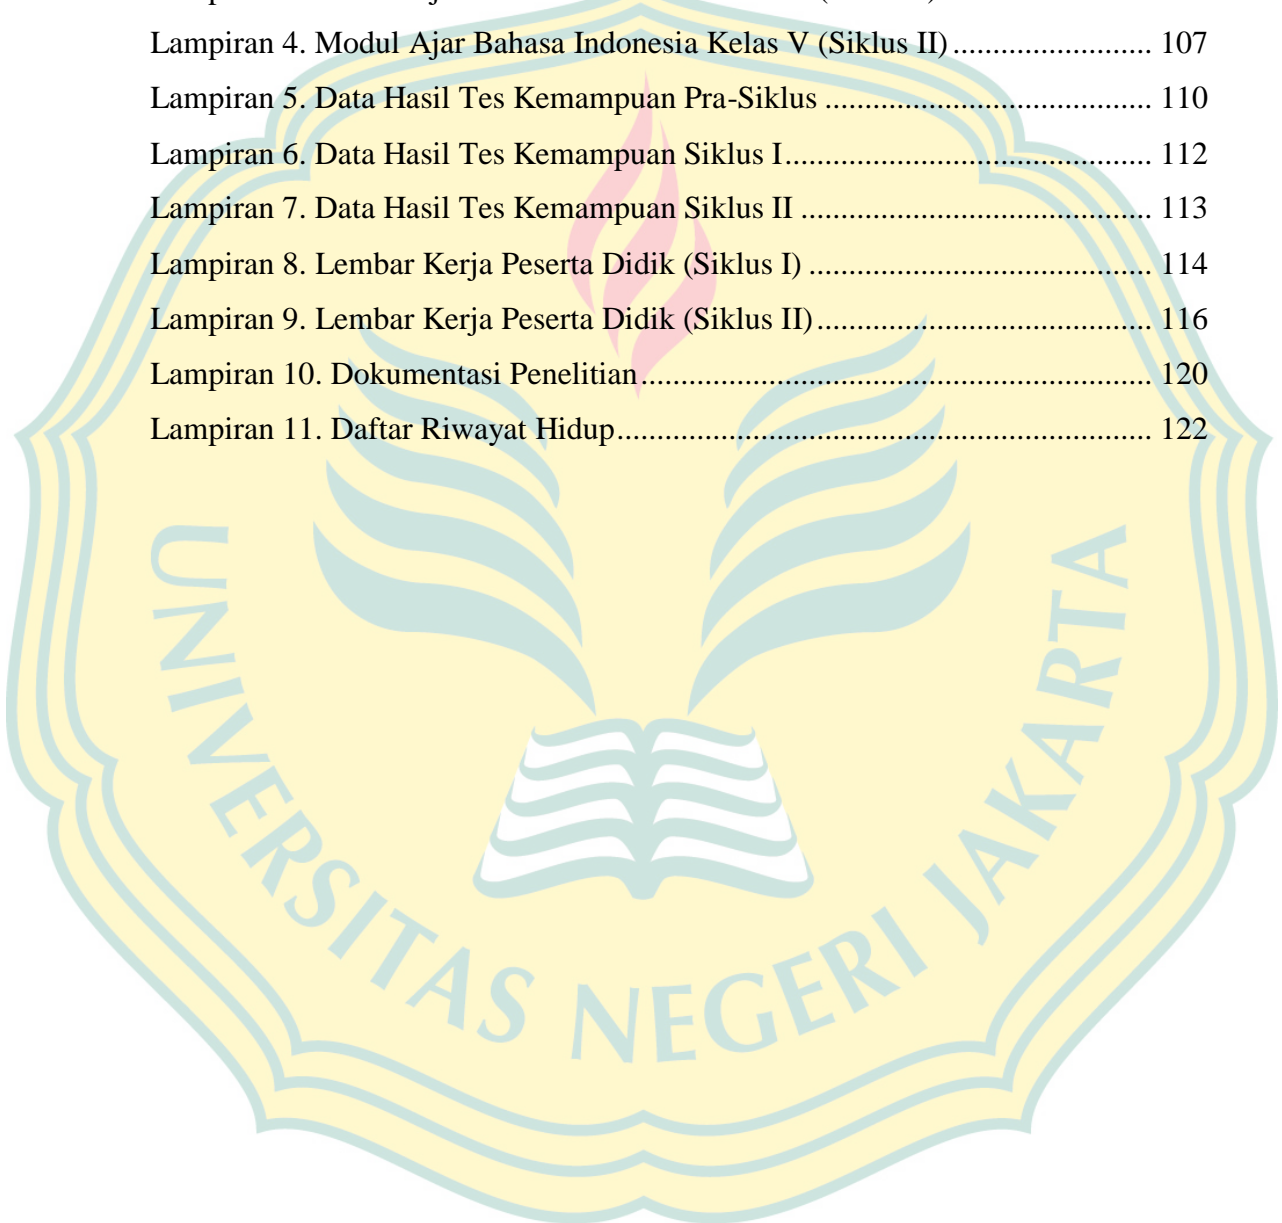 Lampiran 4. Modul Ajar Bahasa Indonesia Kelas V (Siklus II) ........................ 107
Lampiran 5. Data Hasil Tes Kemampuan Pra-Siklus ........................................ 110
Lampiran 6. Data Hasil Tes Kemampuan Siklus I............................................. 112
Lampiran 7. Data Hasil Tes Kemampuan Siklus II ........................................... 113
Lampiran 8. Lembar Kerja Peserta Didik (Siklus I) .......................................... 114
Lampiran 9. Lembar Kerja Peserta Didik (Siklus II) ......................................... 116
Lampiran 10. Dokumentasi Penelitian .............................................................. 120
Lampiran 11. Daftar Riwayat Hidup................................................................. 122
UNIVERSITAS NEGERI JAKARTA